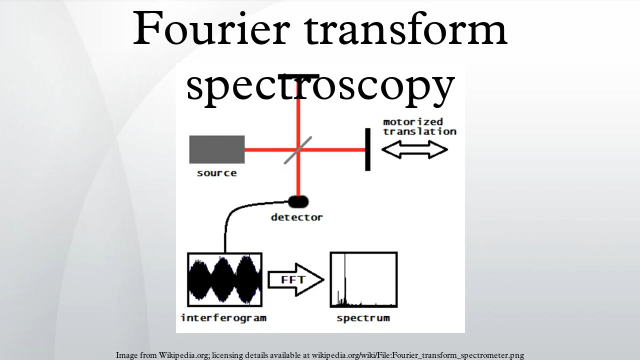 Fourier transform
spectroscopy
motorized
translation
source
detector
FFT
interferogram
spectrum
Image from Wikipedia.org; licensing details available at wikipedia.org/wiki/File:Fourier_transform_spectrometer.png